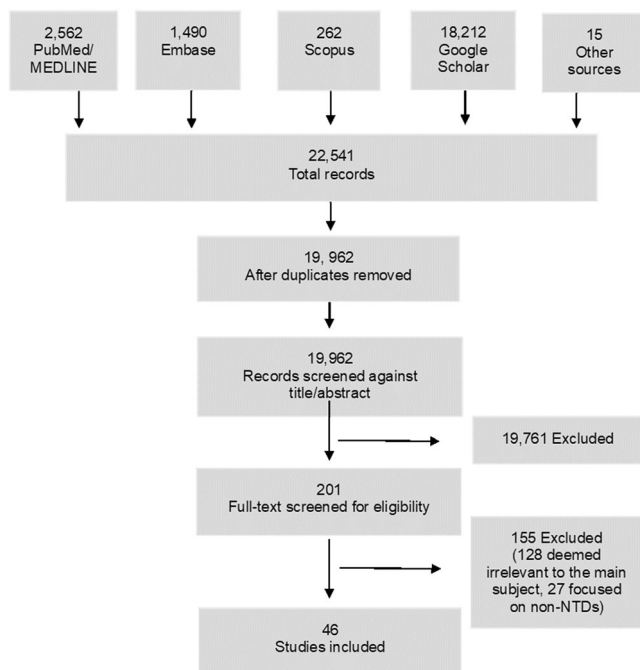 2,562
PubMed/
MEDLINE
1,490
Embase
262
Scopus
18,212
Google
Scholar
15
Other
sources
22,541
Total records
19, 962
After duplicates removed
19,962
Records screened against
title/abstract
19,761 Excluded
201
Full-text screened for eligibility
155 Excluded
(128 deemed
irrelevant to the main
subject, 27 focused
on non-NTDs)
46
Studies included